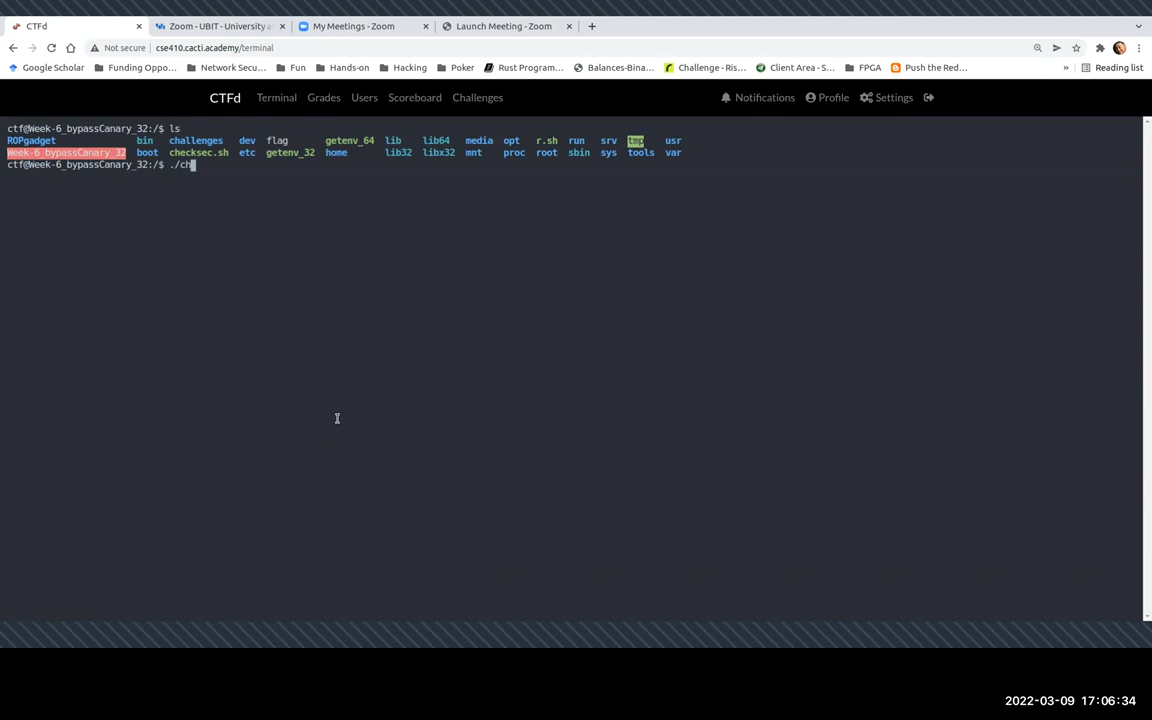 CTFd
Zoom - UBIT - University a
My Meetings - Zoom
Launch Meeting - Zoom
Not secure | cse410.cacti.academy/terminal
Google Scholar Funding Oppo... Network Secu... Fun Hands-on Hacking Poker Rust Program... Balances-Bina... Challenge - Ris... Client Area - S... FPGA Push the Red... » Reading list
CTFd Terminal Grades Users Scoreboard Challenges Notifications Profile Settings
ctf@Week-6_bypassCanary_32:/$ ls
ROPgadget bin challenges dev flag getenv_64 lib lib64 media opt r.sh run srv tmp usr
Week-6_bypassCanary_32 boot checksec.sh etc getenv_32 home lib32 libx32 mnt proc root sbin sys tools var
ctf@Week-6_bypassCanary_32:/$ ./ch
2022-03-09 17:06:34